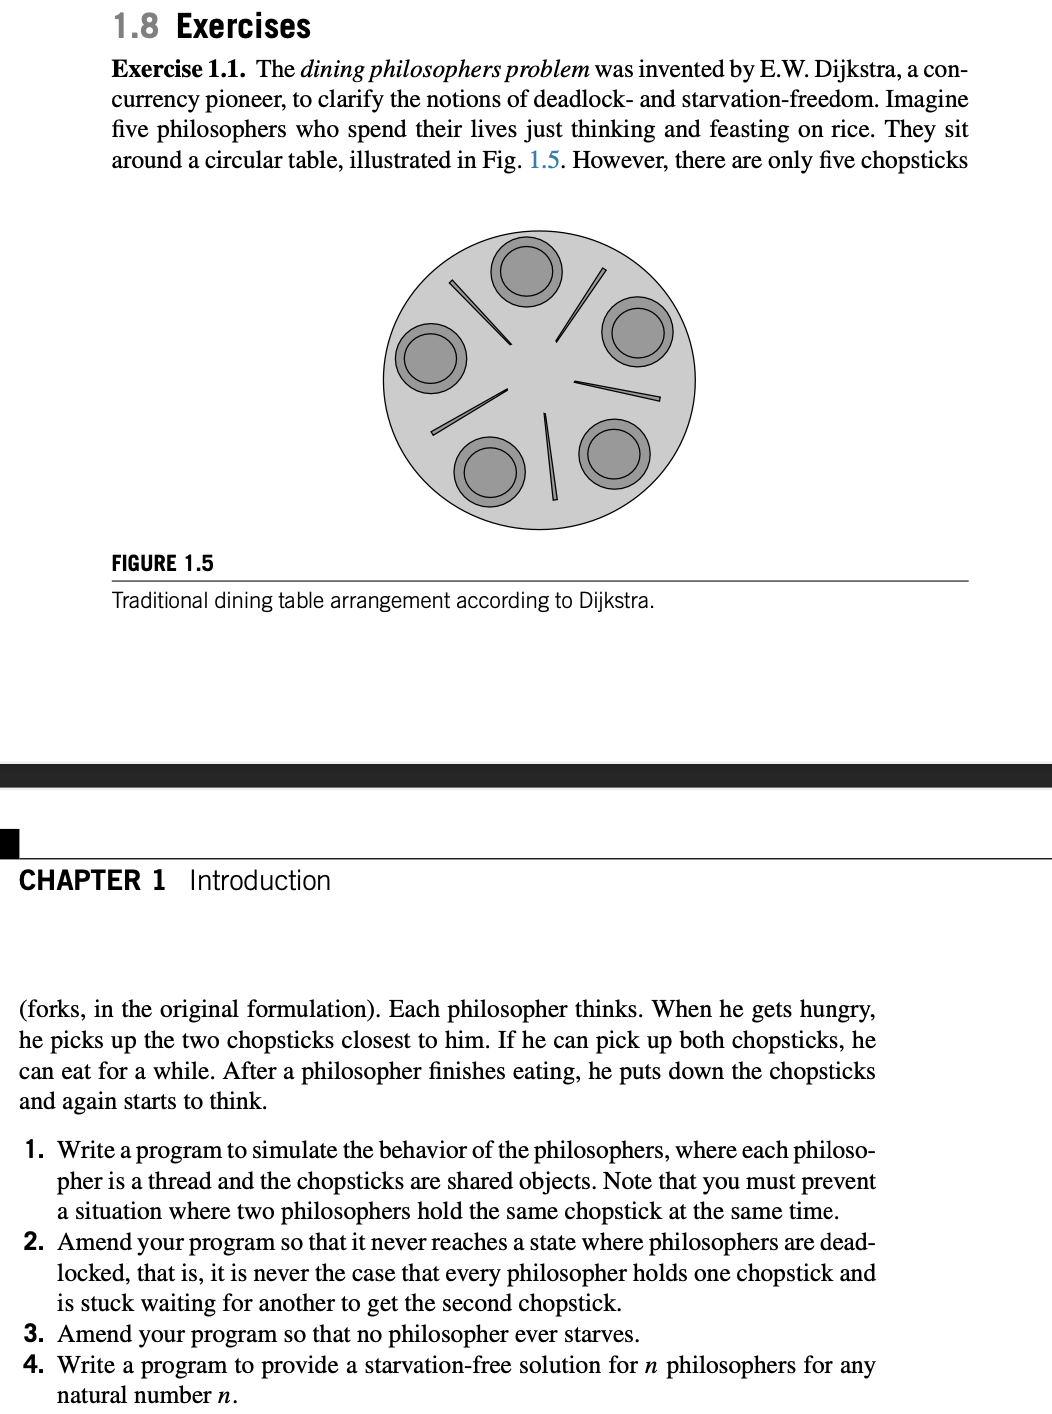 1.8 Exercises
Exercise 1.1. The dining philosophers problem was invented by E.W. Dijkstra, a con-
currency pioneer, to clarify the notions of deadlock- and starvation-freedom. Imagine
five philosophers who spend their lives just thinking and feasting on rice. They sit
around a circular table, illustrated in Fig. 1.5. However, there are only five chopsticks
FIGURE 1.5
Traditional dining table arrangement according to Dijkstra.
CHAPTER 1 Introduction
(forks, in the original formulation). Each philosopher thinks. When he gets hungry,
he picks up the two chopsticks closest to him. If he can pick up both chopsticks, he
can eat for a while. After a philosopher finishes eating, he puts down the chopsticks
and again starts to think.
1. Write a program to simulate the behavior of the philosophers, where each philoso-
pher is a thread and the chopsticks are shared objects. Note that you must prevent
a situation where two philosophers hold the same chopstick at the same time.
2. Amend your program so that it never reaches a state where philosophers are dead-
locked, that is, it is never the case that every philosopher holds one chopstick and
is stuck waiting for another to get the second chopstick.
3. Amend your program so that no philosopher ever starves.
4. Write a program to provide a starvation-free solution for n philosophers for any
natural number n.